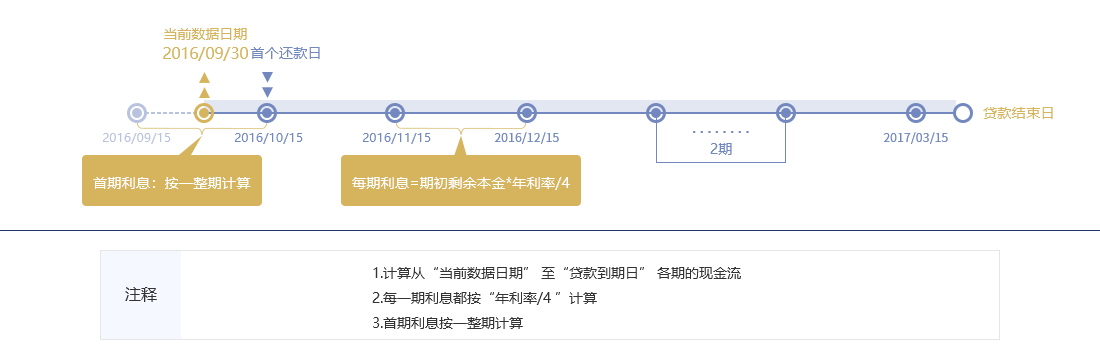 当前数据日期
2016/09/30 首个还款日
贷款结束日
2016/09/15 2016/10/15 2016/11/15 2016/12/15 2017/03/15
2期
首期利息：按一整期计算 每期利息=期初剩余本金*年利率/4
注释
1.计算从“当前数据日期” 至“贷款到期日” 各期的现金流
2.每一期利息都按“年利率/4 ”计算
3.首期利息按一整期计算